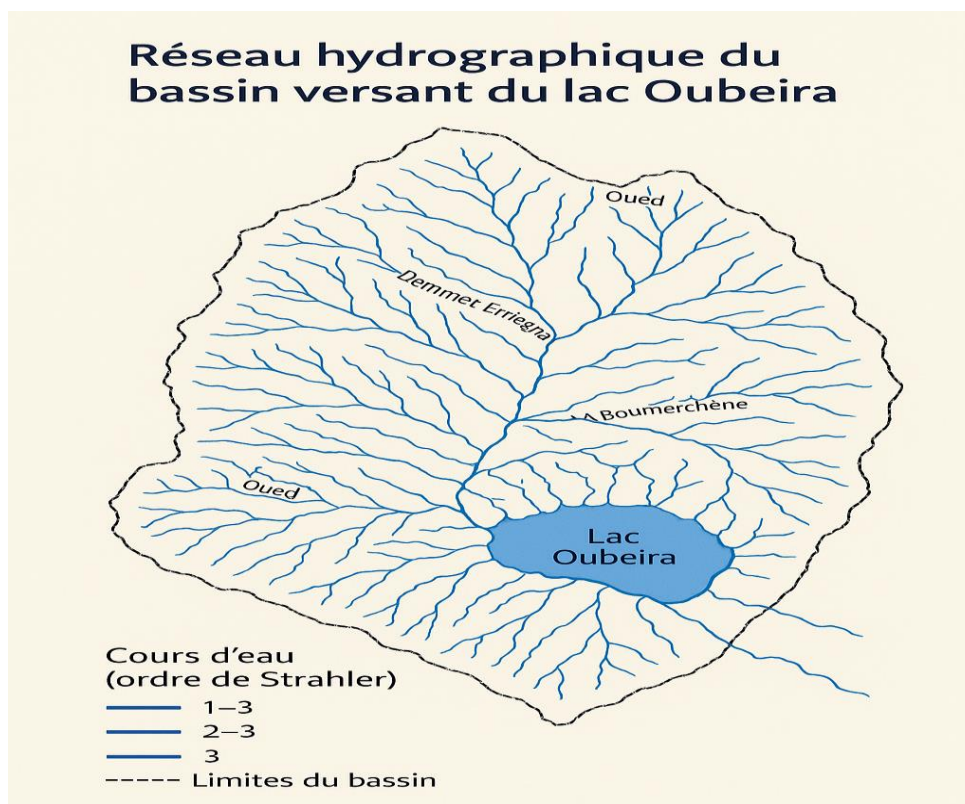 Réseau hydrographique du
bassin versant du lac Oubeira
Oued
Demmet Erriegna
Boumerchène
Oued
Lac
Oubeira
Cours d'eau
(ordre de Strahler)
1–3
2–3
3
Limites du bassin